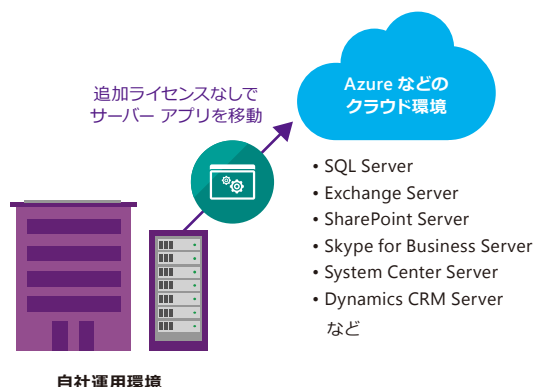 追加ライセンスなしで
サーバー アプリを移動
Azure などの
クラウド環境
• SQL Server
• Exchange Server
• SharePoint Server
• Skype for Business Server
• System Center Server
• Dynamics CRM Server
など
自社運用環境